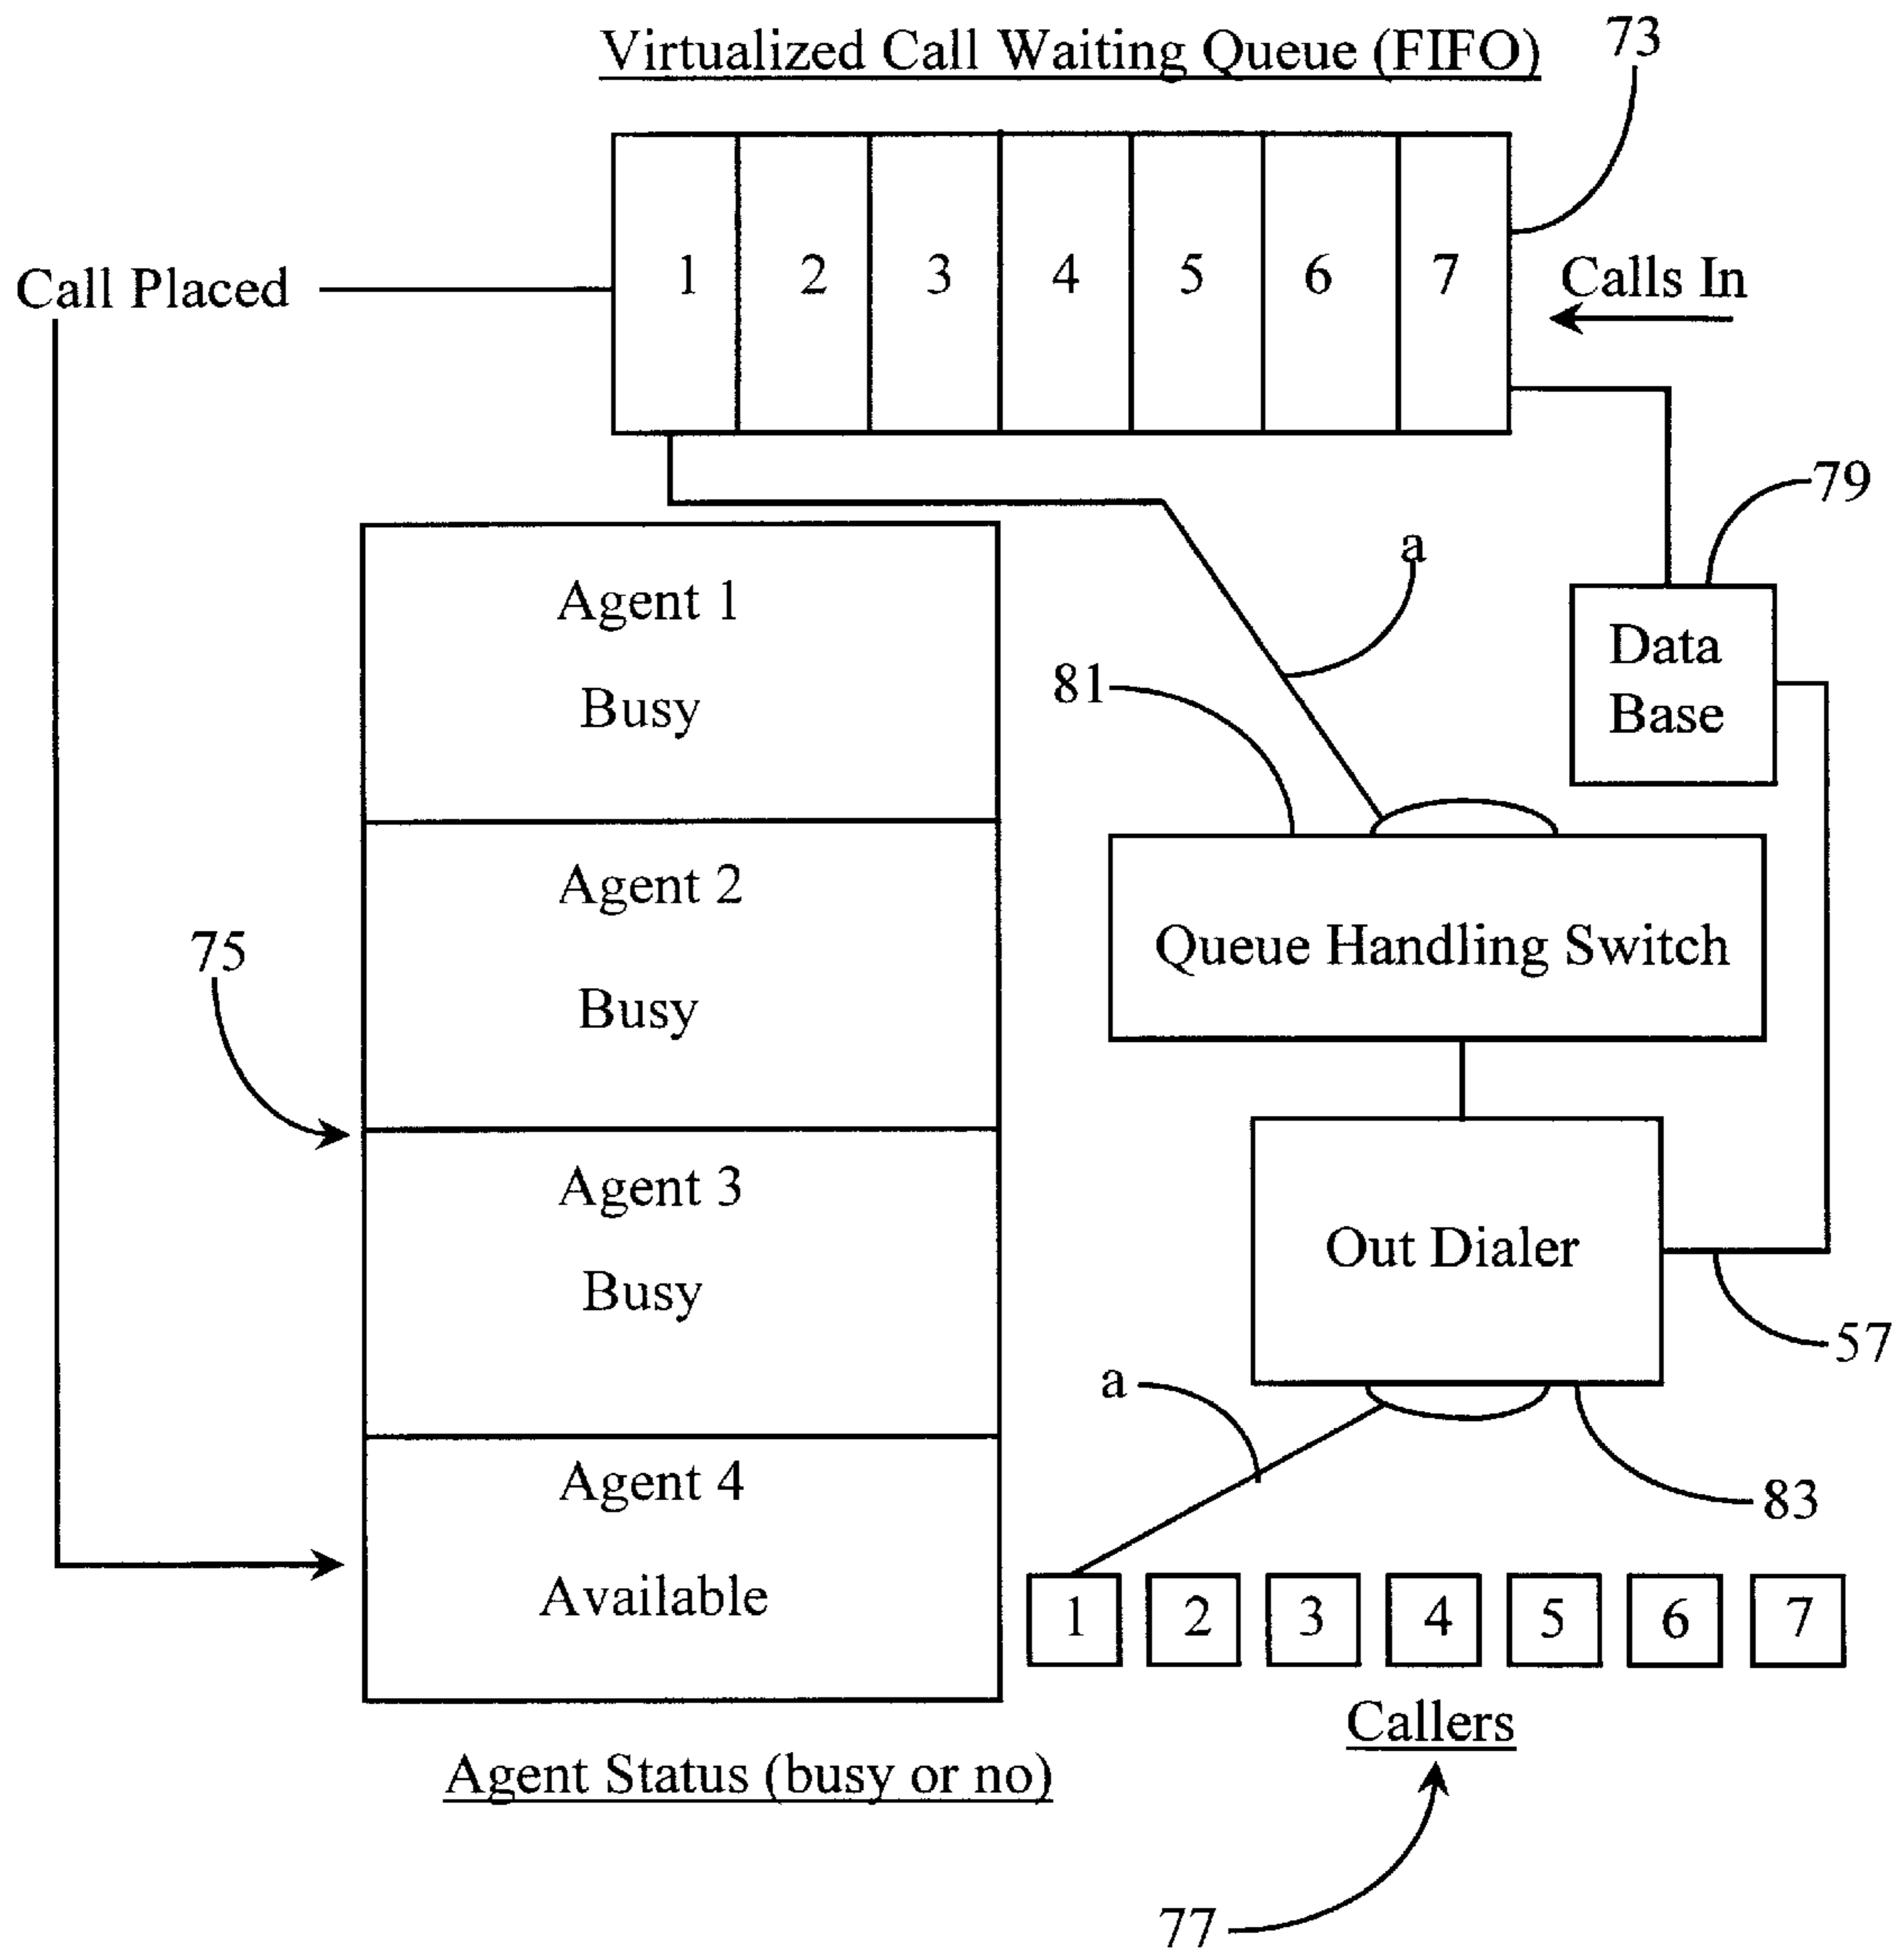 Virtualized Call Waiting Queue (FIFO)
73
1 2 3 4 5 6 7
Call Placed
Calls In
79
a
Agent 1
Busy
81
Data
Base
Agent 2
Busy
75
Queue Handling Switch
Agent 3
Busy
Out Dialer
57
a
Agent 4
Available
83
1 2 3 4 5 6 7
Callers
Agent Status (busy or no)
77